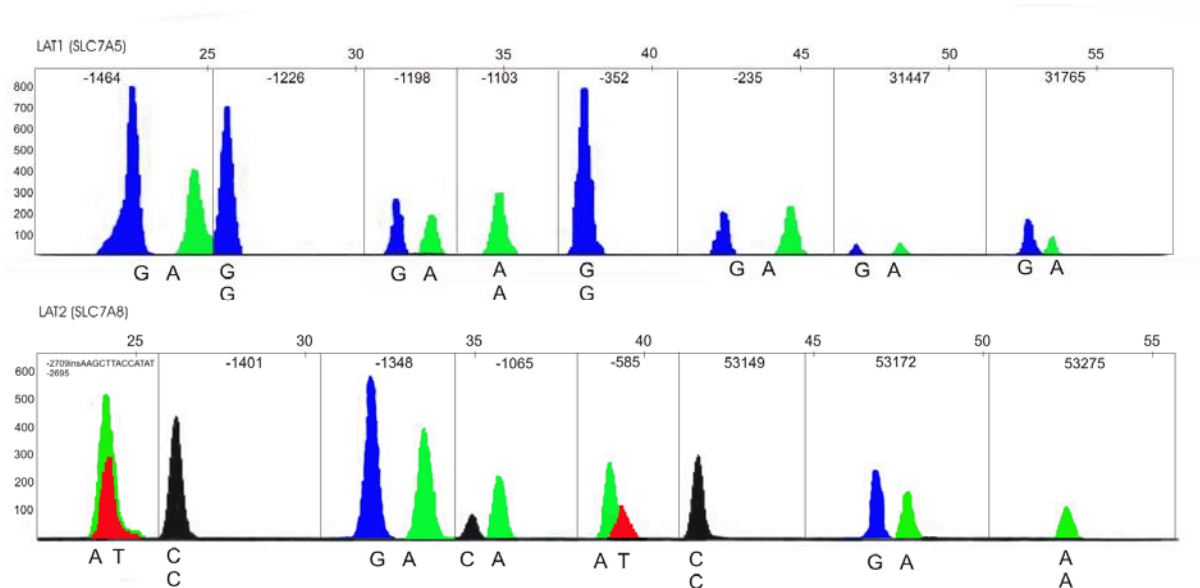 LAT1 (SLC7A5)
25 30 35 40 45 50 55
-1464 -1226 -1198 -1103 -352 -235 31447 31765
800
700
600
500
400
300
200
100
G A G G A A G G A G A G A
G A G
LAT2 (SLC7A8)
25 30 35 40 45 50 55
-2709insAAGCTTACCATAT -1401 -1348 -1065 -585 53149 53172 53275
-2695
600
500
400
300
200
100
A T C G A C A A T C G A A
C C A